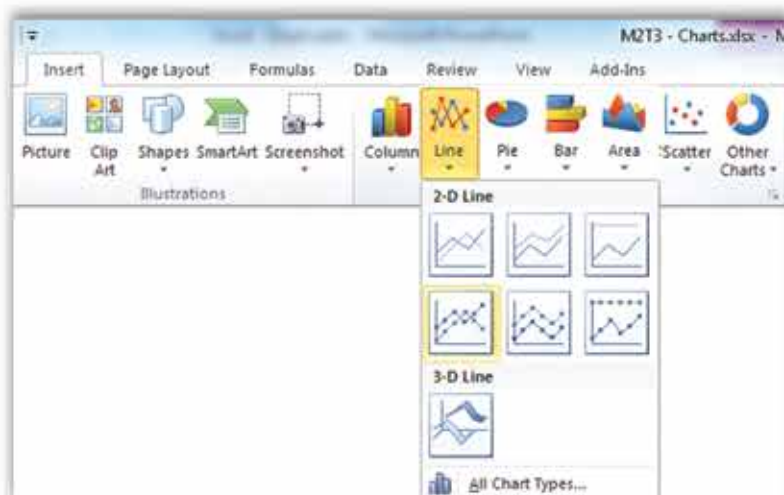 M2T3 - Charts.xlsx - M
Insert Page Layout Formulas Data Review View Add-Ins
Picture Clip Art Shapes SmartArt Screenshot Column Line Pie Bar Area Scatter Other Charts
Illustrations
2-D Line
3-D Line
All Chart Types...